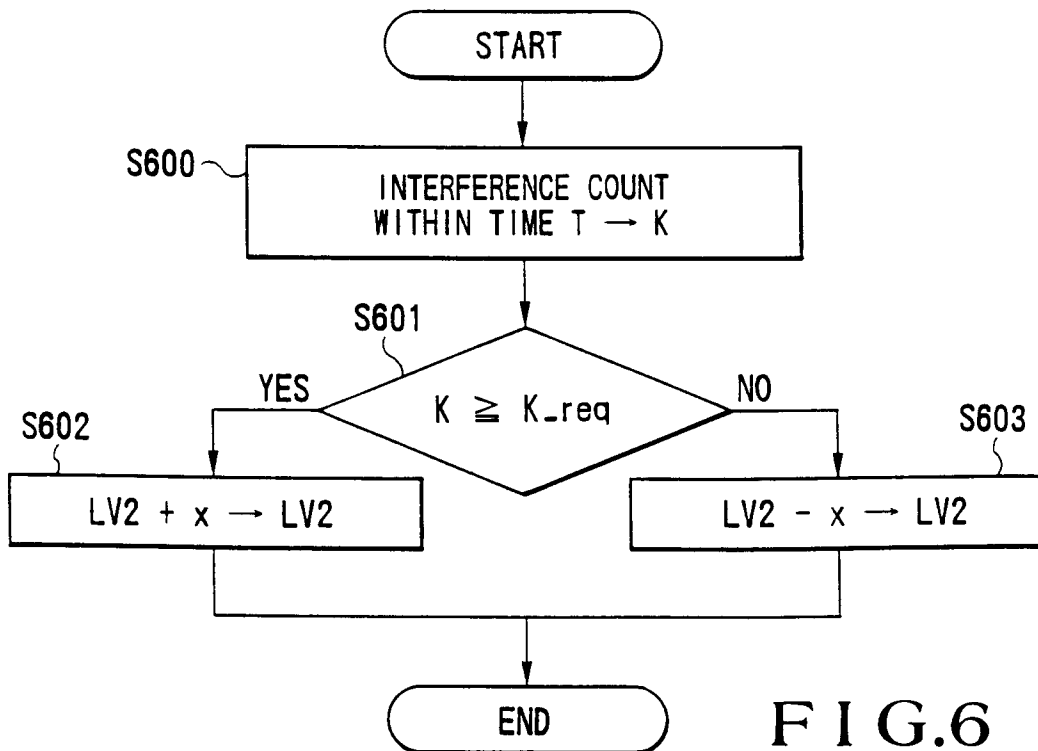 START
S600
INTERFERENCE COUNT
WITHIN TIME T → K
S601
YES
K ≧ K_req
NO
S602
LV2 + x → LV2
S603
LV2 - x → LV2
END
FIG.6